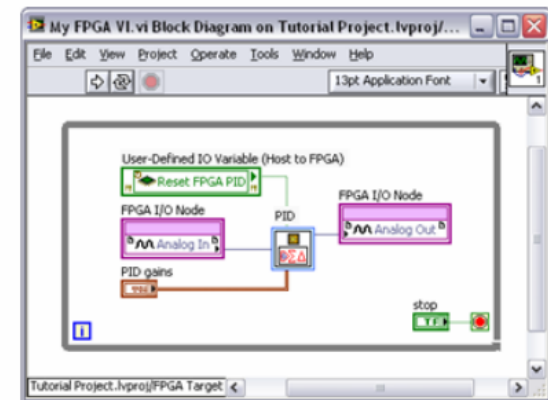 My FPGA VI.vi Block Diagram on Tutorial Project.lvproj/...
File Edit View Project Operate Tools Window Help
13pt Application Font
1
User-Defined IO Variable (Host to FPGA)
Reset FPGA PID
FPGA I/O Node
Analog In
PID
FPGA I/O Node
Analog Out
PID gains
stop
TF
i
Tutorial Project.lvproj/FPGA Target